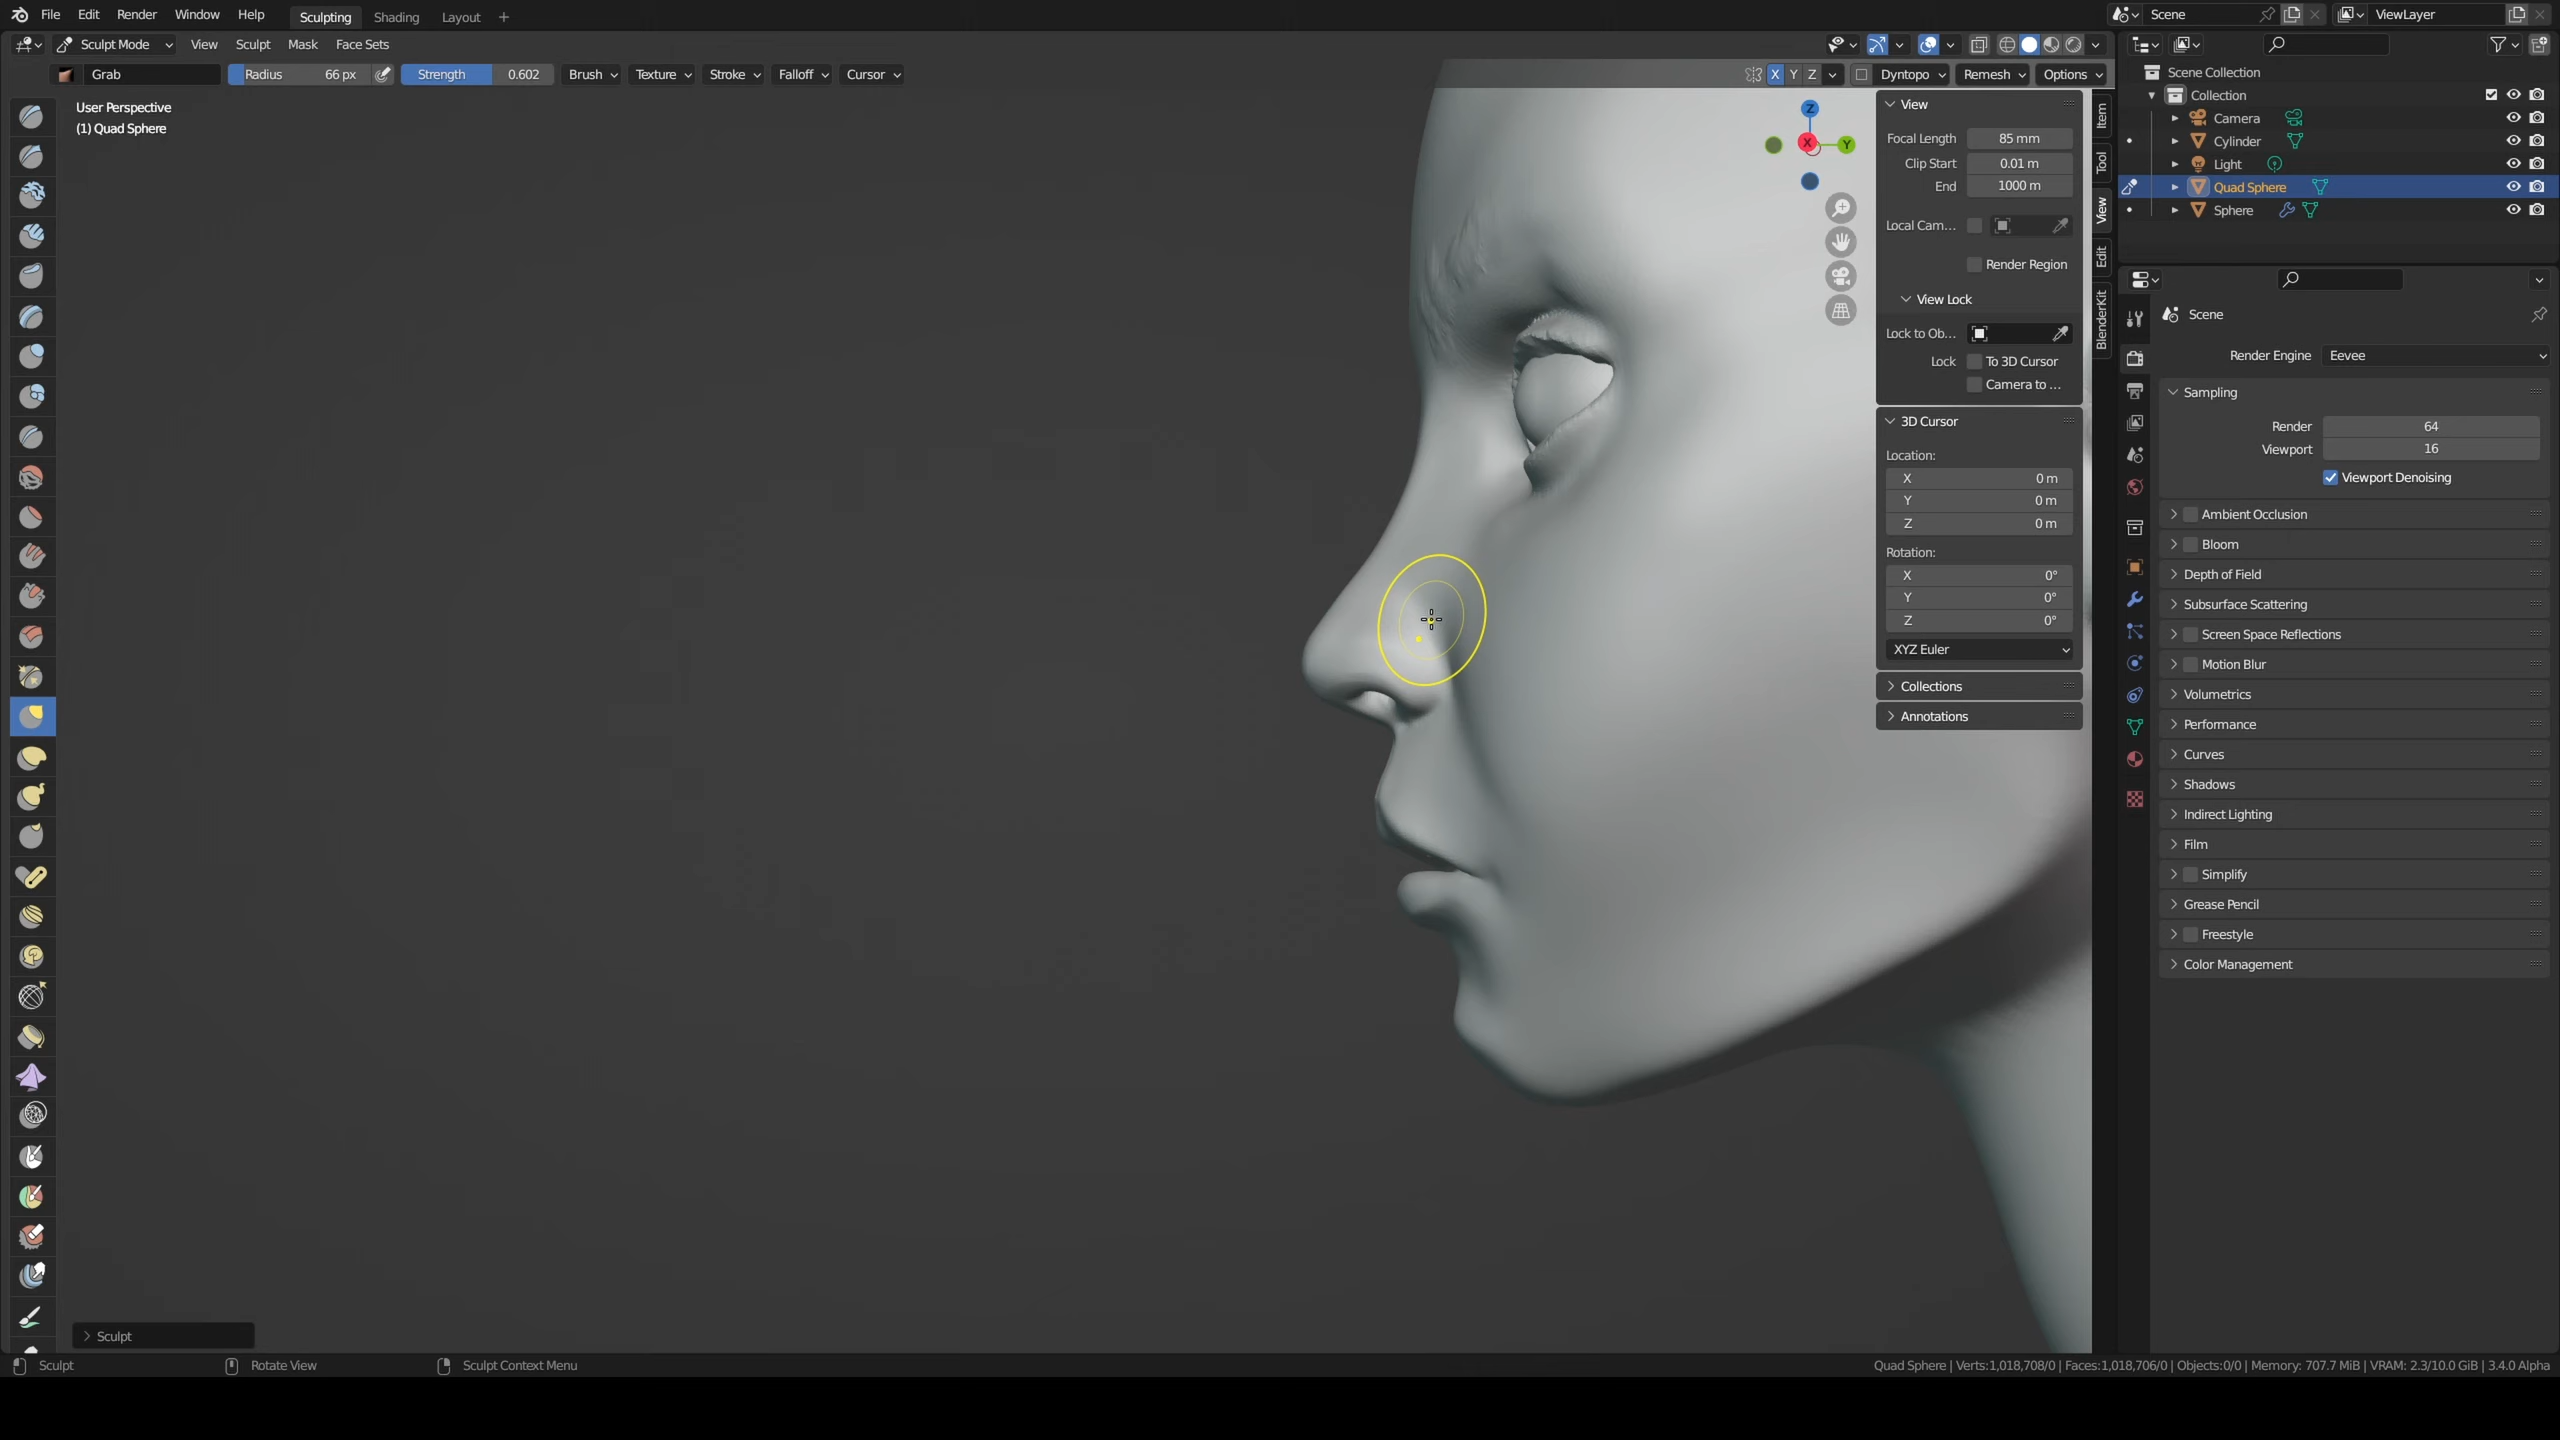 File Edit Render Window Help Sculpting Shading Layout + Scene ViewLayer
Sculpt Mode View Sculpt Mask Face Sets
Grab Radius 66 px Strength 0.602 Brush Texture Stroke Falloff Cursor X Y Z Dyntopo Remesh Options
User Perspective
(1) Quad Sphere
Z
X
Y
View
Focal Length 85 mm
Clip Start 0.01 m
End 1000 m
Local Cam...
Render Region
View Lock
Lock to Ob...
Lock To 3D Cursor
Camera to ...
3D Cursor
Location:
X 0 m
Y 0 m
Z 0 m
Rotation:
X 0°
Y 0°
Z 0°
XYZ Euler
Collections
Annotations
Item
Tool
View
Edit
BlenderKit
Scene Collection
Collection
Camera
Cylinder
Light
Quad Sphere
Sphere
Scene
Render Engine Eevee
Sampling
Render 64
Viewport 16
Viewport Denoising
Ambient Occlusion
Bloom
Depth of Field
Subsurface Scattering
Screen Space Reflections
Motion Blur
Volumetrics
Performance
Curves
Shadows
Indirect Lighting
Film
Simplify
Grease Pencil
Freestyle
Color Management
Sculpt
Sculpt Rotate View Sculpt Context Menu Quad Sphere | Verts:1,018,708/0 | Faces:1,018,706/0 | Objects:0/0 | Memory: 707.7 MiB | VRAM: 2.3/10.0 GiB | 3.4.0 Alpha